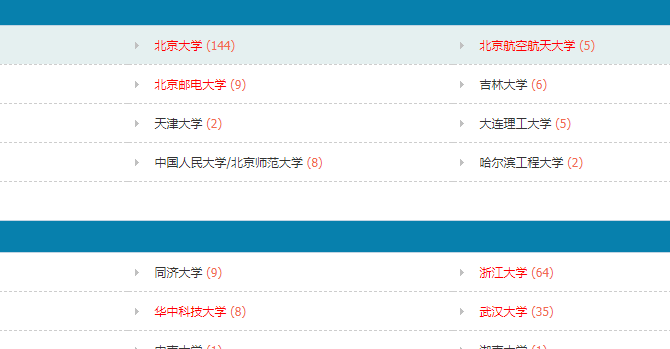 北京大学 (144) 北京航空航天大学 (5)
北京邮电大学 (9) 吉林大学 (6)
天津大学 (2) 大连理工大学 (5)
中国人民大学/北京师范大学 (8) 哈尔滨工程大学 (2)
同济大学 (9) 浙江大学 (64)
华中科技大学 (8) 武汉大学 (35)